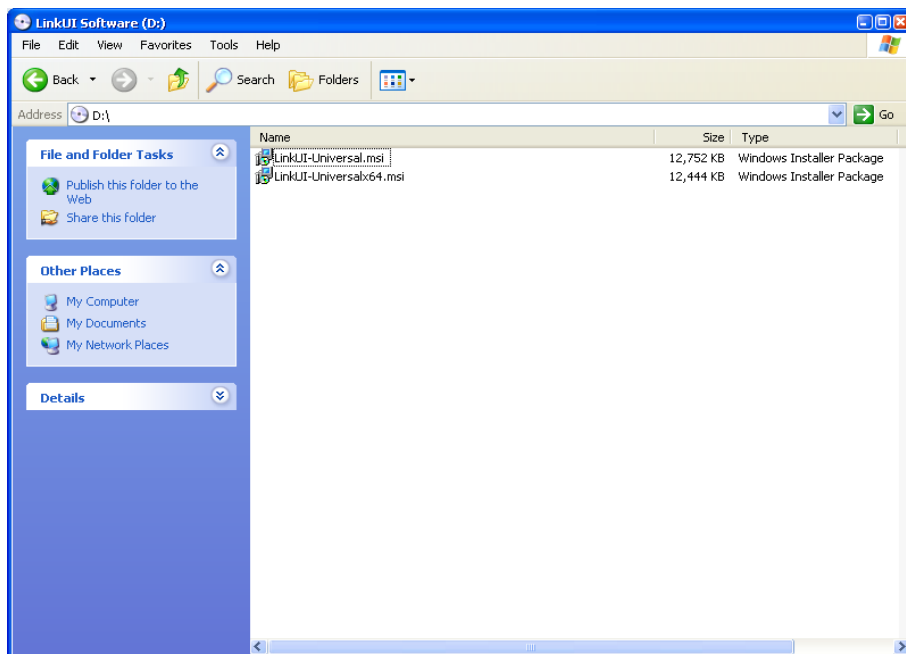 LinkUI Software (D:)
File Edit View Favorites Tools Help
Back Search Folders
Address D:\ Go
Name Size Type
LinkUI-Universal.msi 12,752 KB Windows Installer Package
LinkUI-Universalx64.msi 12,444 KB Windows Installer Package
File and Folder Tasks
Publish this folder to the
Web
Share this folder
Other Places
My Computer
My Documents
My Network Places
Details